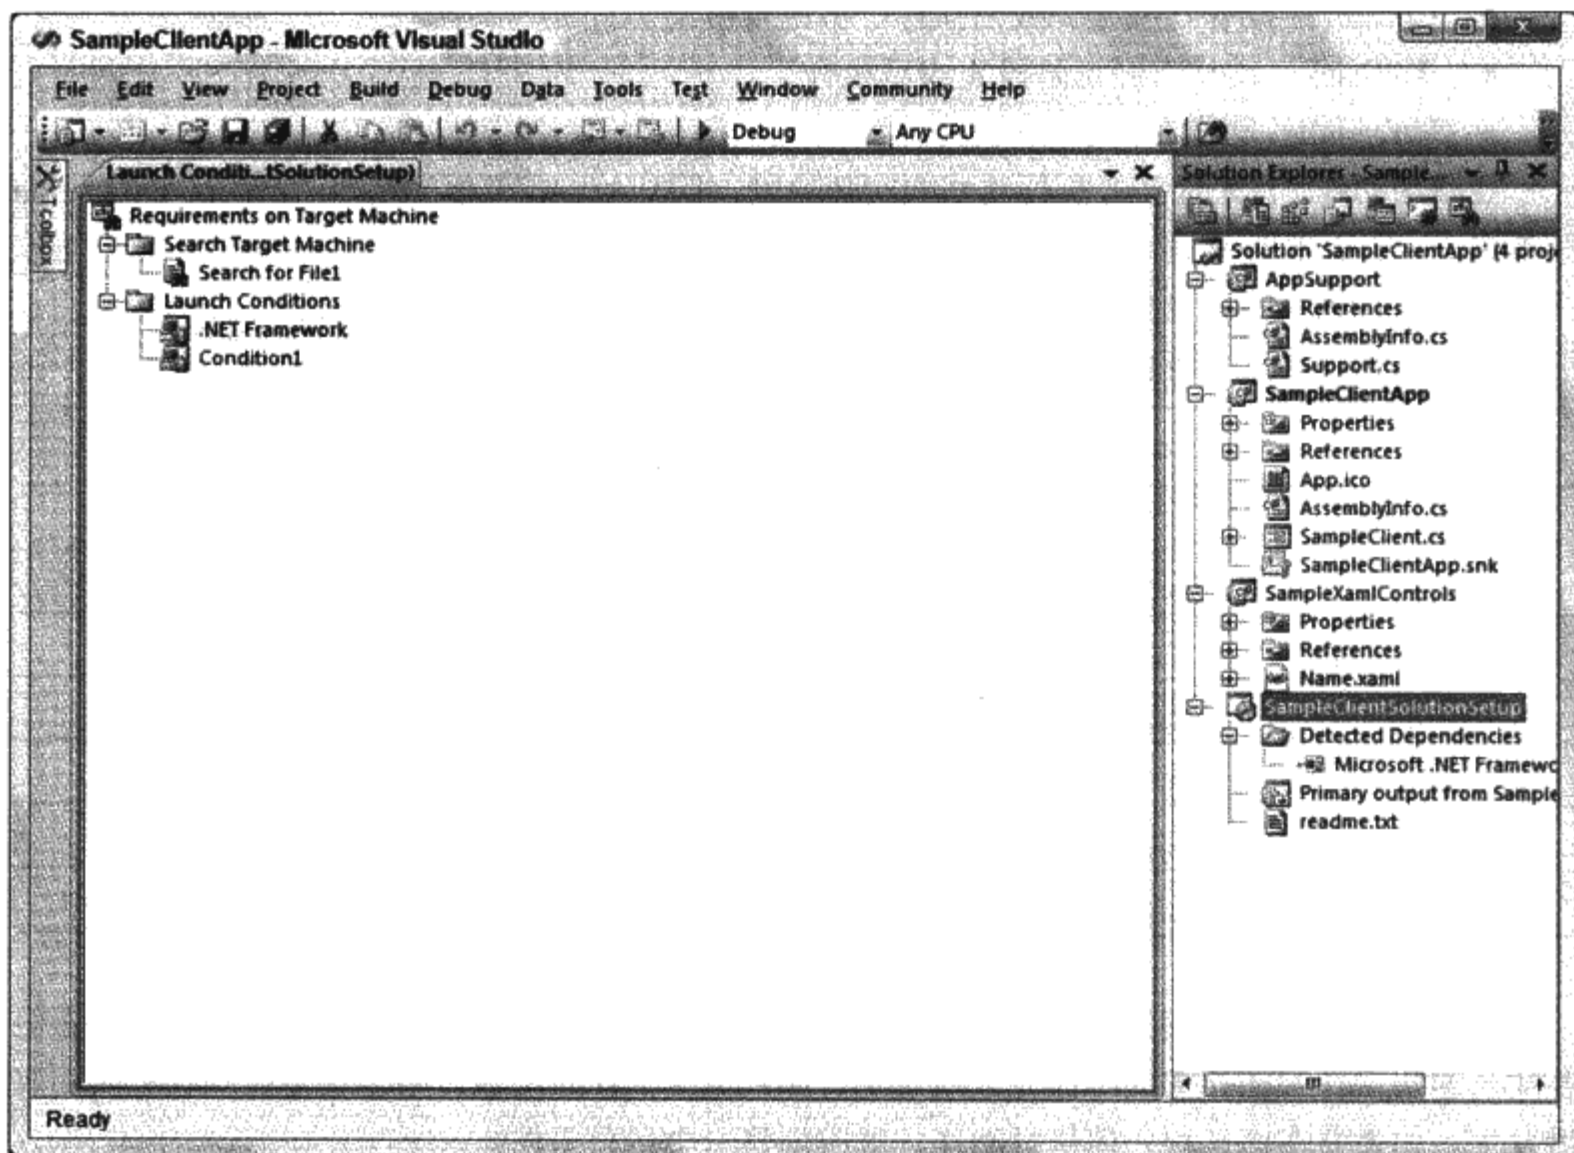 SampleClientApp - Microsoft Visual Studio
File Edit View Project Build Debug Data Tools Test Window Community Help
Debug Any CPU
Toolbox
Launch Conditi...tSolutionSetup)
Requirements on Target Machine
Search Target Machine
Search for File1
Launch Conditions
.NET Framework
Condition1
Solution Explorer - Sample...
Solution 'SampleClientApp' (4 proje
AppSupport
References
AssemblyInfo.cs
Support.cs
SampleClientApp
Properties
References
App.ico
AssemblyInfo.cs
SampleClient.cs
SampleClientApp.snk
SampleXamlControls
Properties
References
Name.xaml
SampleClientSolutionSetup
Detected Dependencies
Microsoft .NET Framewo
Primary output from Sample
readme.txt
Ready